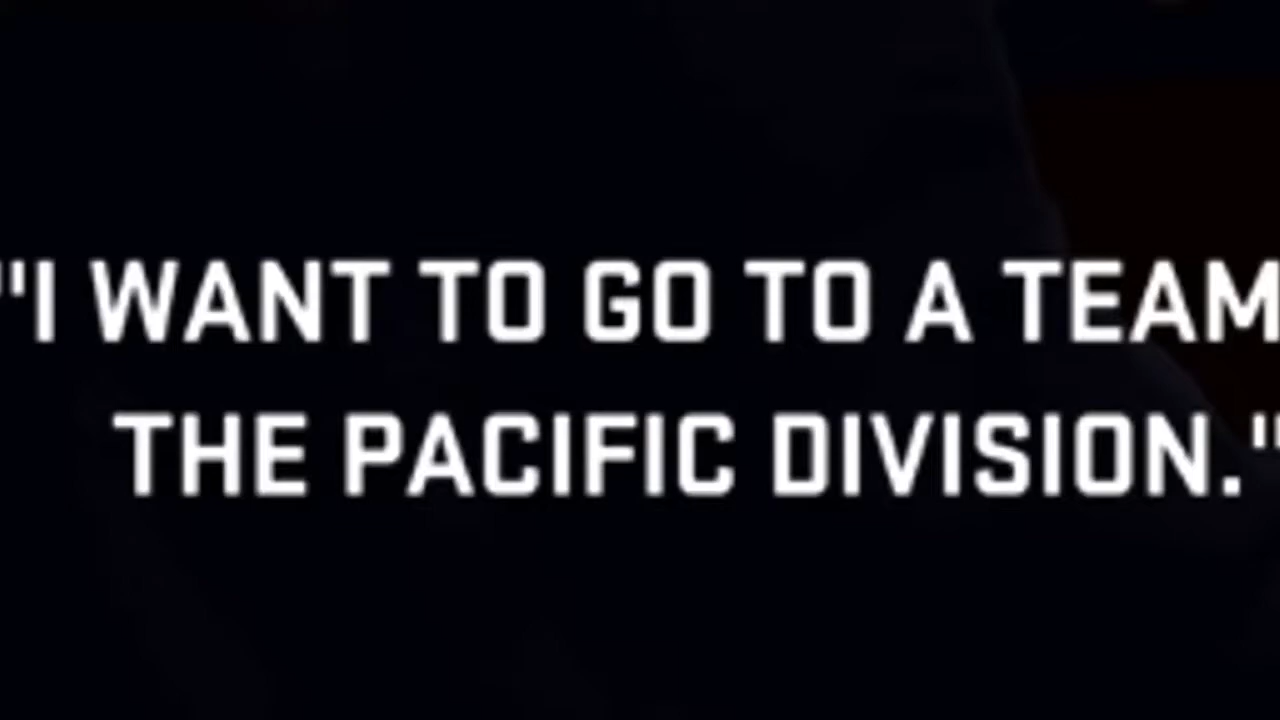 "I WANT TO GO TO A TEAM
THE PACIFIC DIVISION."